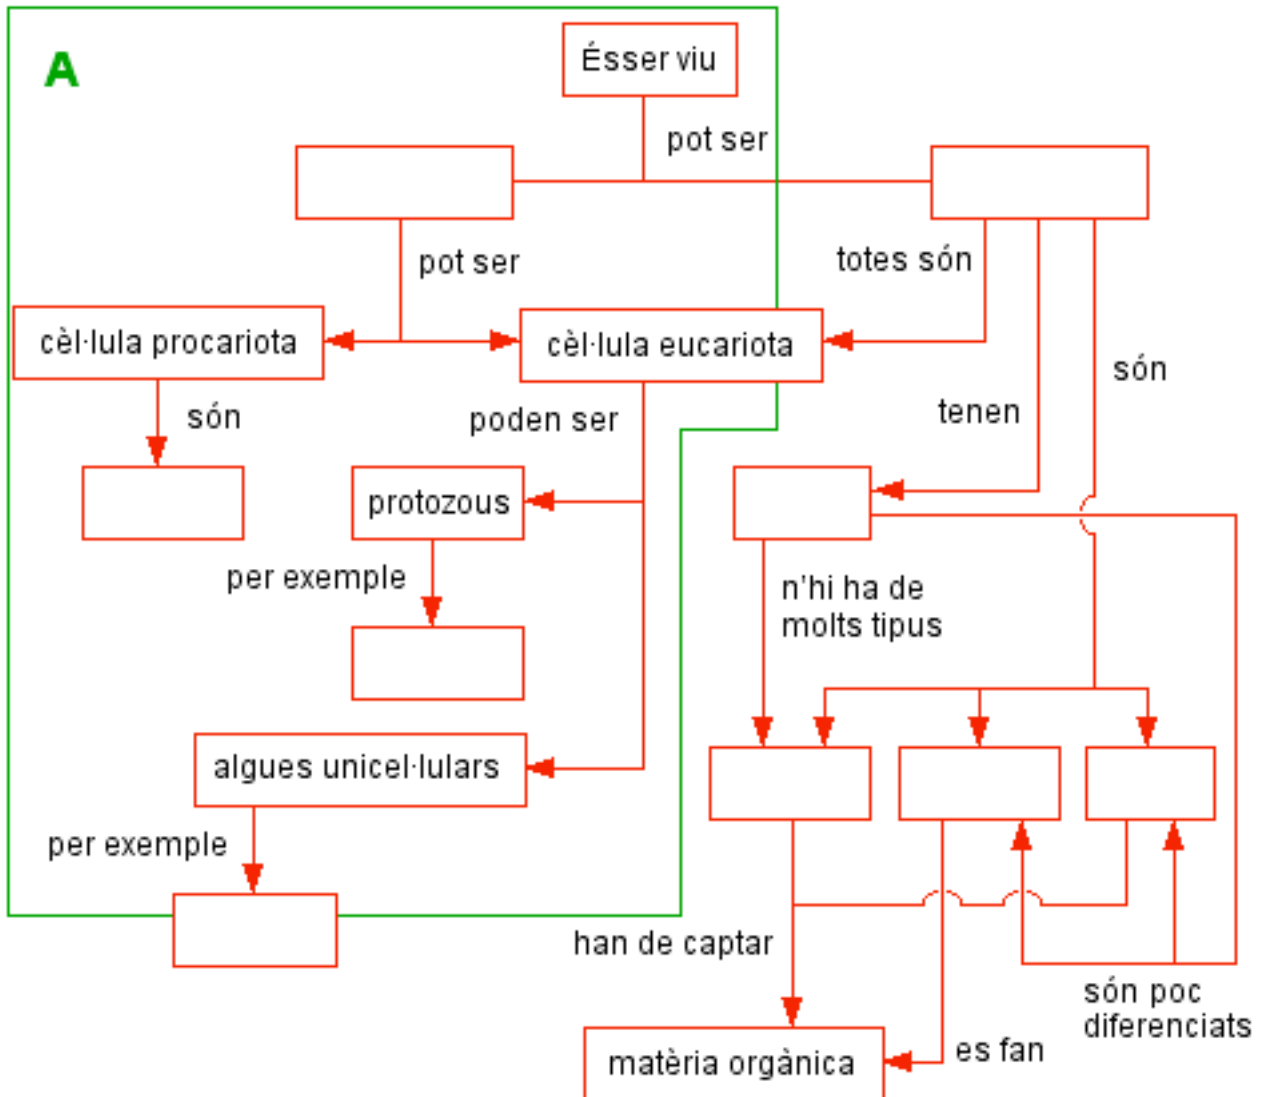 A
Ésser viu
pot ser
pot ser
totes són
cèl·lula procariota
cèl·lula eucariota
són
són
poden ser
tenen
protozous
per exemple
n'hi ha de
molts tipus
algues unicel·lulars
per exemple
han de captar
són poc
diferenciats
matèria orgànica
es fan